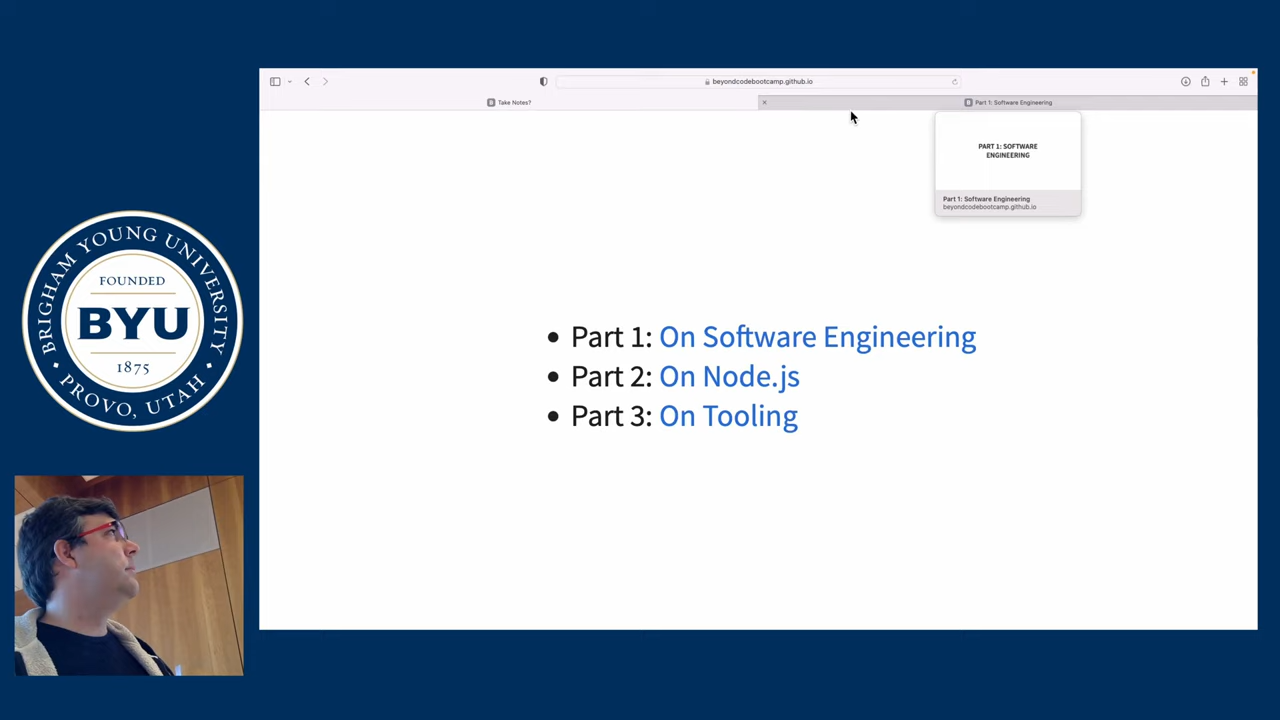 beyondcodebootcamp.github.io
Take Notes?
Part 1: Software Engineering
PART 1: SOFTWARE
ENGINEERING
Part 1: Software Engineering
beyondcodebootcamp.github.io
BRIGHAM YOUNG UNIVERSITY
FOUNDED
BYU
1875
PROVO, UTAH
• Part 1: On Software Engineering
• Part 2: On Node.js
• Part 3: On Tooling